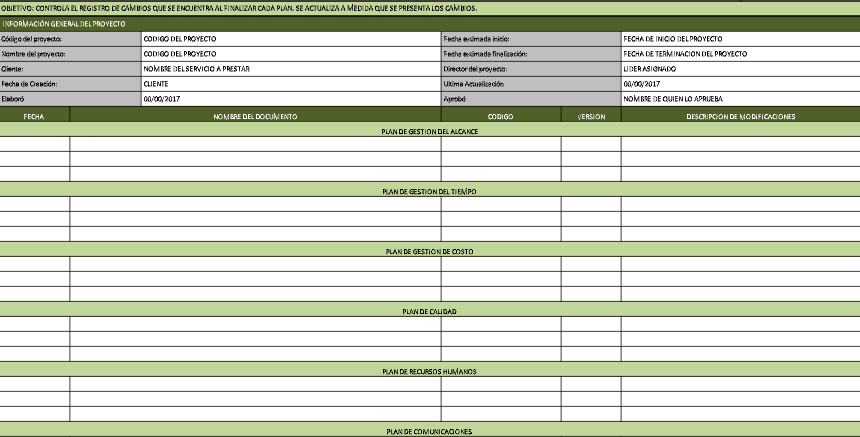 OBJETIVO: CONTROLA EL REGISTRO DE CAMBIOS QUE SE ENCUENTRA AL FINALIZAR CADA PLAN. SE ACTUALIZA A MEDIDA QUE SE PRESENTA LOS CAMBIOS.
INFORMACIÓN GENERAL DEL PROYECTO
Código del proyecto: CODIGO DEL PROYECTO Fecha estimada inicio: FECHA DE INICIO DEL PROYECTO
Nombre del proyecto: CODIGO DEL PROYECTO Fecha estimada finalización: FECHA DE TERMINACION DEL PROYECTO
Cliente: NOMBRE DEL SERVICIO A PRESTAR Director del proyecto: LIDER ASIGNADO
Fecha de Creación: CLIENTE Ultima Actualización 00/00/2017
Elaboró 00/00/2017 Aprobó NOMBRE DE QUIEN LO APRUEBA
FECHA NOMBRE DEL DOCUMENTO CODIGO VERSION DESCRIPCION DE MODIFICACIONES
PLAN DE GESTION DEL ALCANCE
PLAN DE GESTION DEL TIEMPO
PLAN DE GESTION DE COSTO
PLAN DE CALIDAD
PLAN DE RECURSOS HUMANOS
PLAN DE COMUNICACIONES